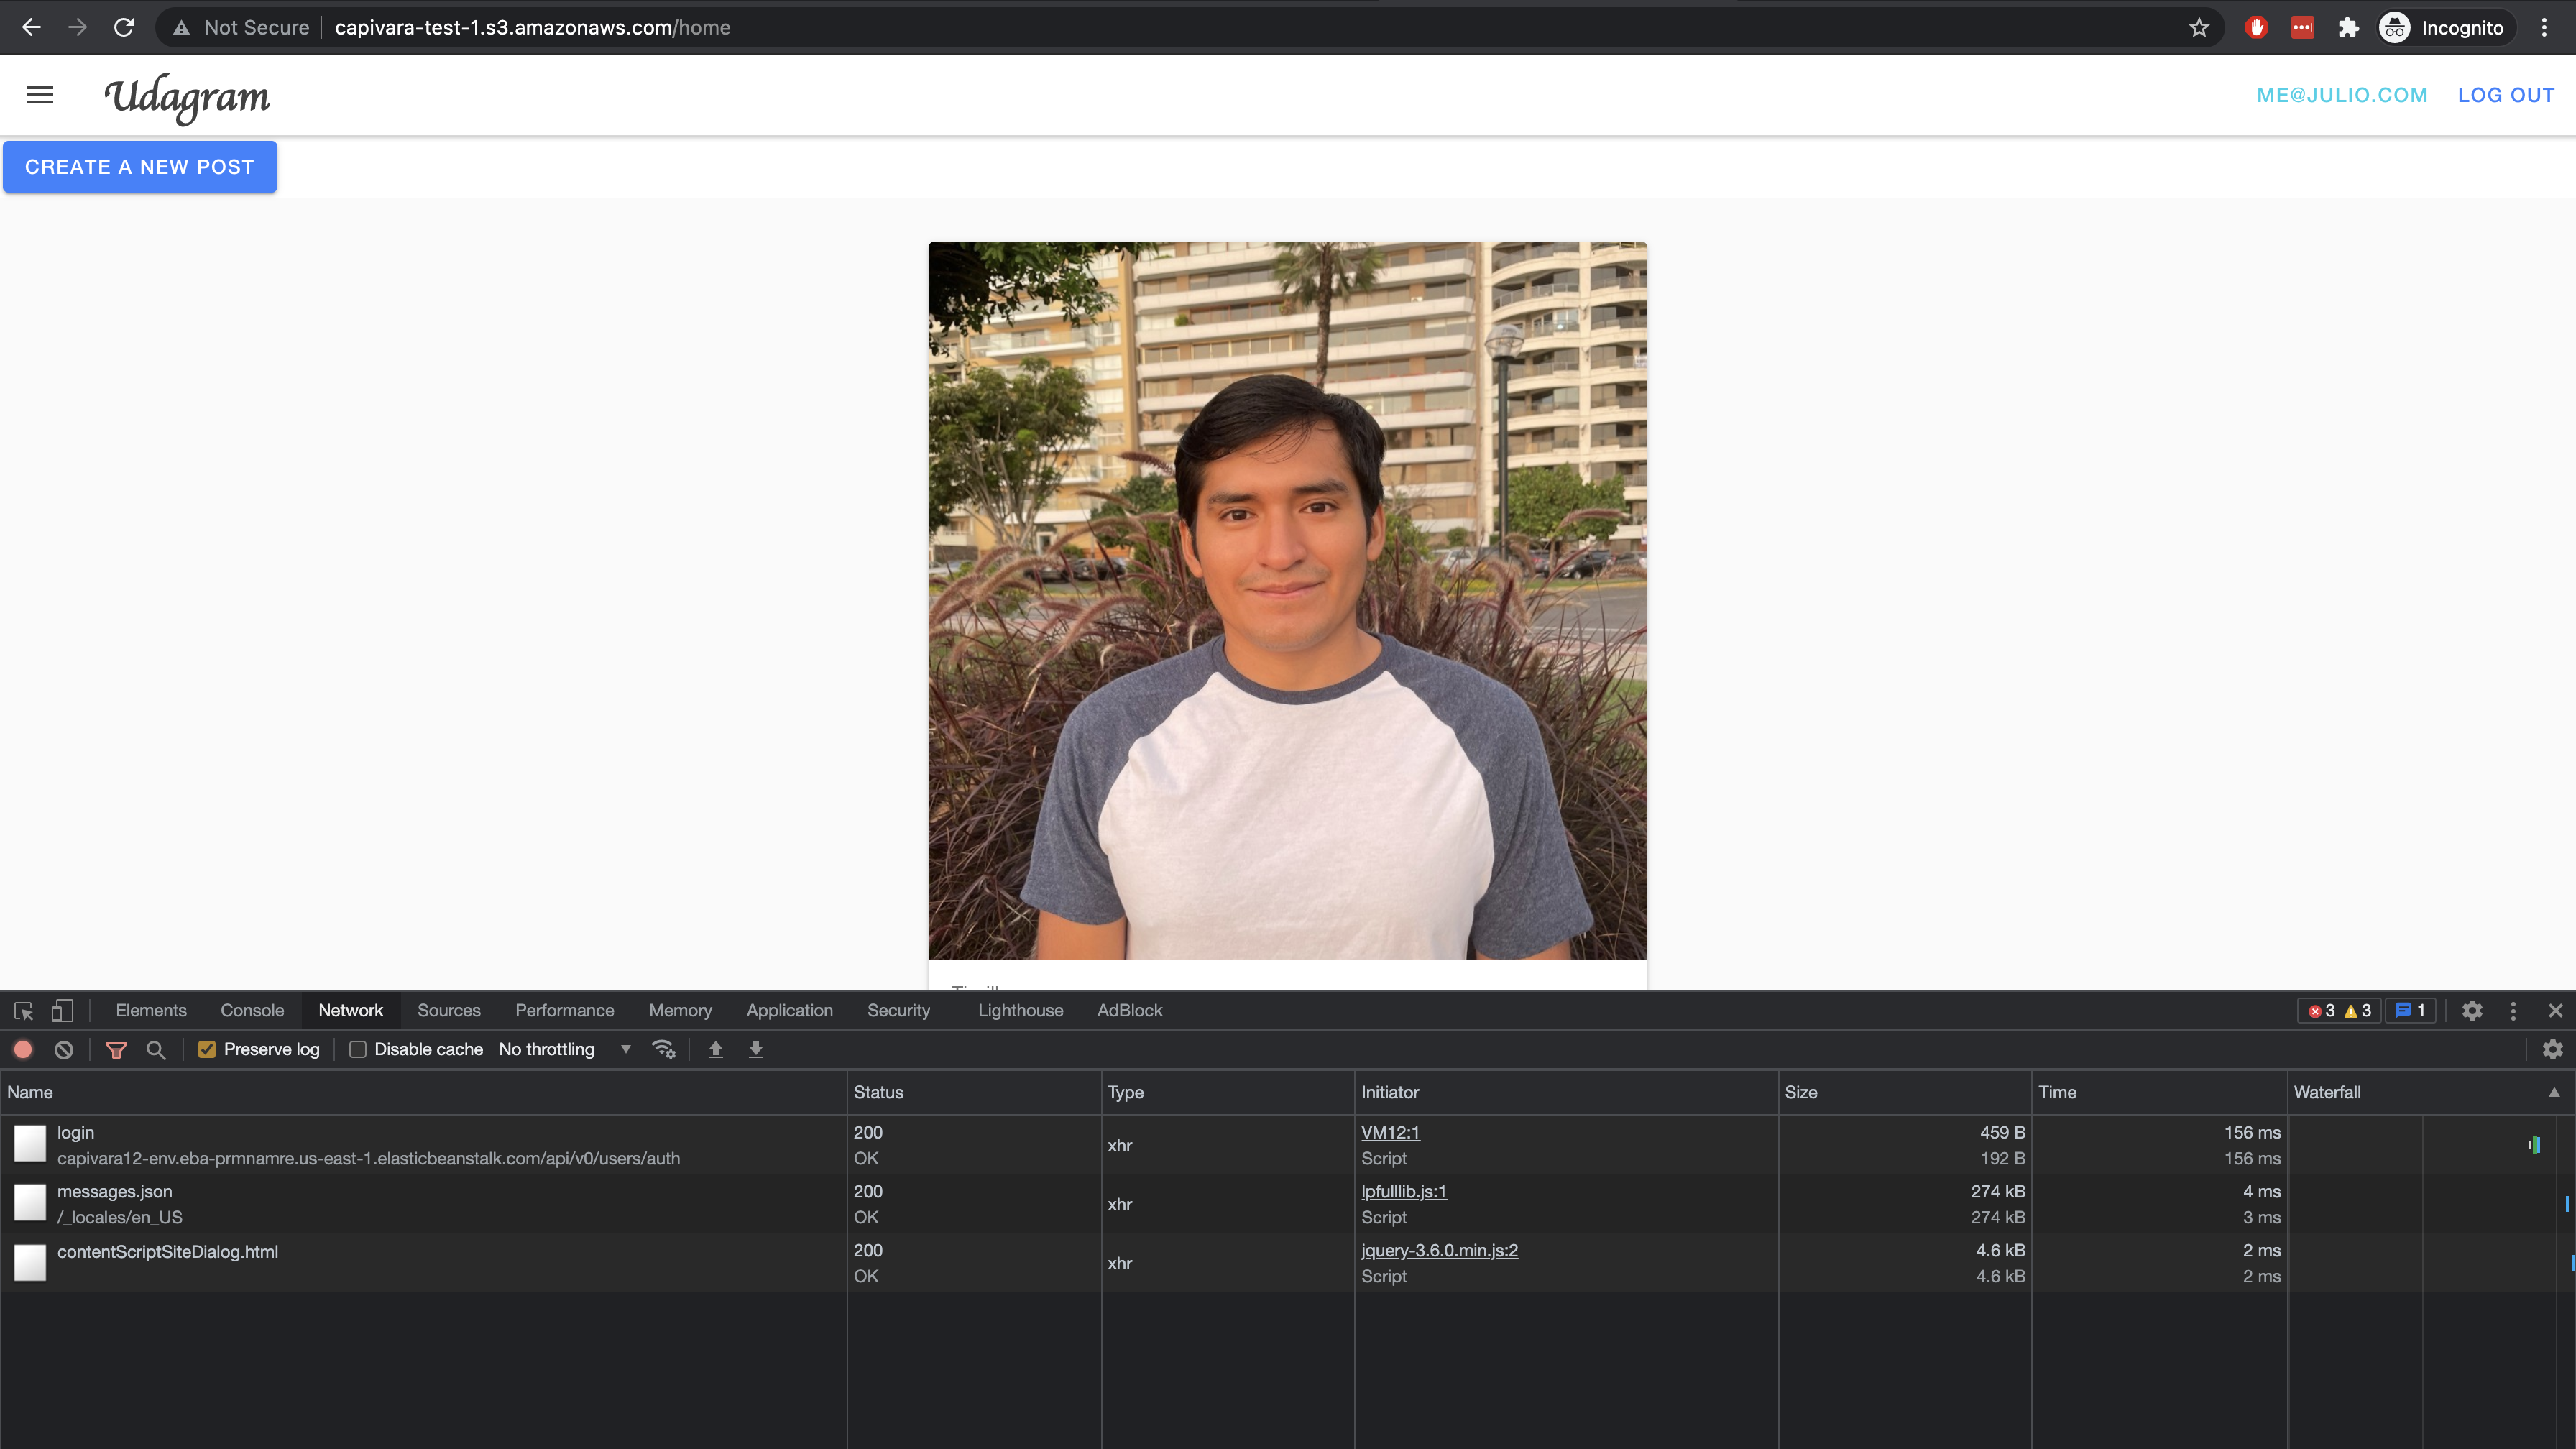 Not Secure capivara-test-1.s3.amazonaws.com/home Incognito
Udagram ME@JULIO.COM LOG OUT
CREATE A NEW POST
Elements Console Network Sources Performance Memory Application Security Lighthouse AdBlock 3 3 1
Preserve log Disable cache No throttling
Name Status Type Initiator Size Time Waterfall
login 200 xhr VM12:1 459 B 156 ms
capivara12-env.eba-prmnamre.us-east-1.elasticbeanstalk.com/api/v0/users/auth OK Script 192 B 156 ms
messages.json 200 xhr lpfulllib.js:1 274 kB 4 ms
/_locales/en_US OK Script 274 kB 3 ms
contentScriptSiteDialog.html 200 xhr jquery-3.6.0.min.js:2 4.6 kB 2 ms
OK Script 4.6 kB 2 ms